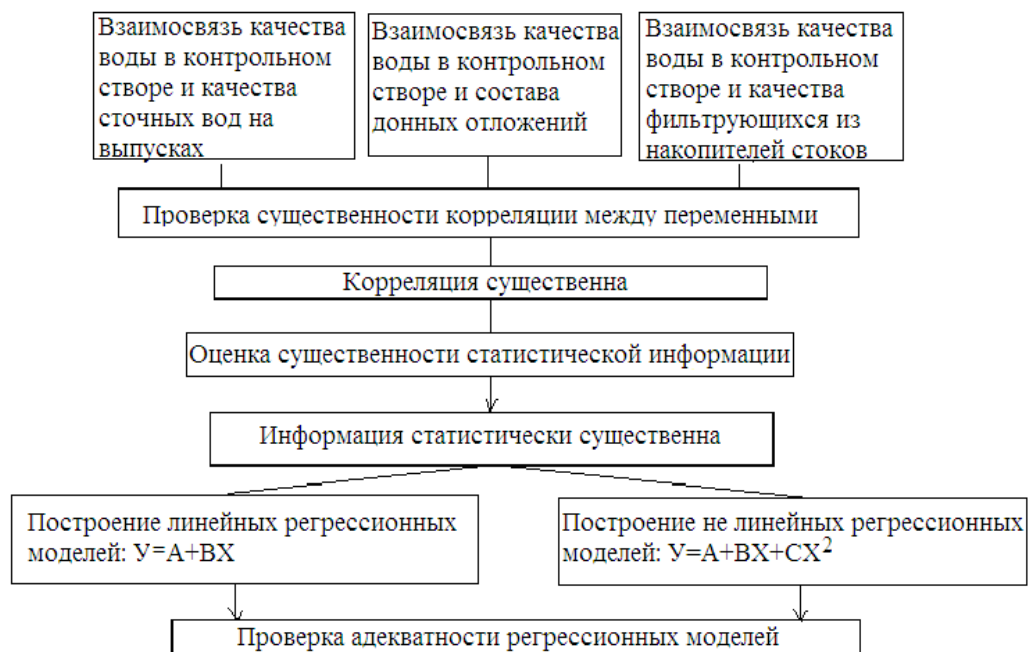 Взаимосвязь качества
воды в контрольном
створе и качества
сточных вод на
выпусках
Взаимосвязь качества
воды в контрольном
створе и состава
донных отложений
Взаимосвязь качества
воды в контрольном
створе и качества
фильтрующихся из
накопителей стоков
Проверка существенности корреляции между переменными
Корреляция существенна
Оценка существенности статистической информации
Информация статистически существенна
Построение линейных регрессионных
моделей: У=А+ВХ
Построение не линейных регрессионных
моделей: У=А+ВХ+СХ²
Проверка адекватности регрессионных моделей